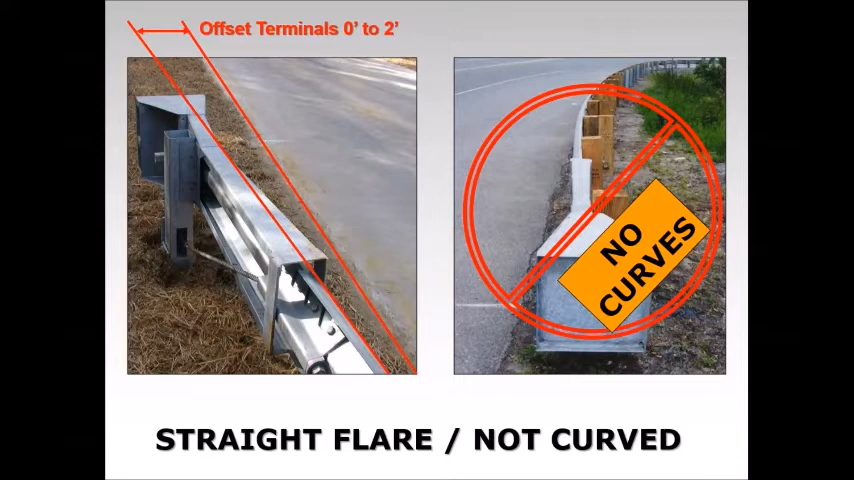 Offset Terminals 0’ to 2’
NO
CURVES
STRAIGHT FLARE / NOT CURVED